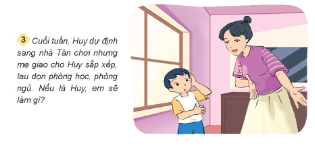 3 Cuối tuần, Huy dự định
sang nhà Tân chơi nhưng
mẹ giao cho Huy sắp xếp,
lau dọn phòng học, phòng
ngủ. Nếu là Huy, em sẽ
làm gì?